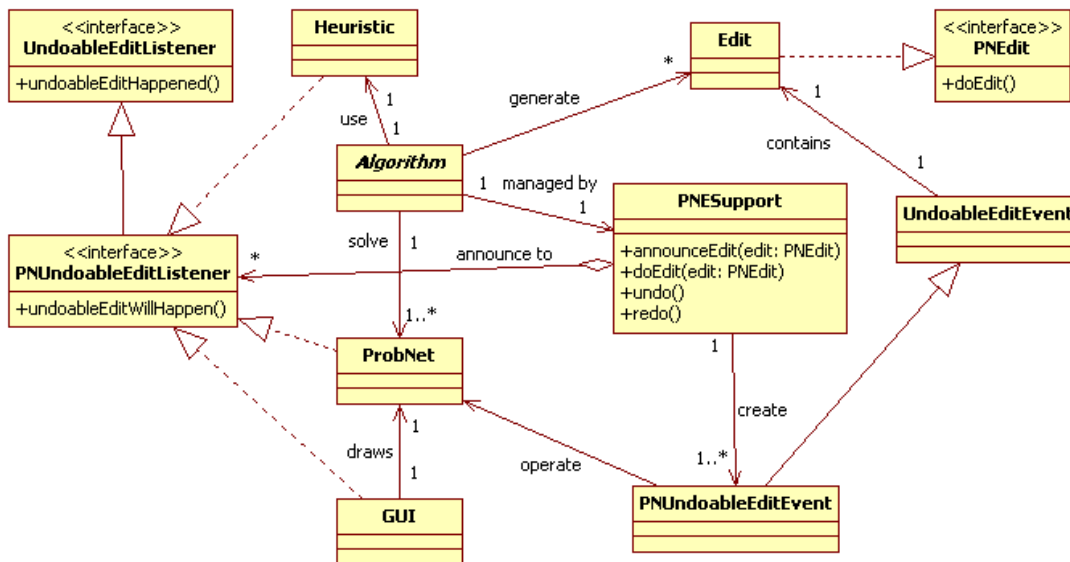 <<interface>>
UndoableEditListener
+undoableEditHappened()
Heuristic
Edit
<<interface>>
PNEdit
+doEdit()
*
generate
1
use
1
1
contains
1
Algorithm
1
managed by
1
PNESupport
+announceEdit(edit: PNEdit)
+doEdit(edit: PNEdit)
+undo()
+redo()
UndoableEditEvent
solve
1
<<interface>>
PNUndoableEditListener
+undoableEditWillHappen()
*
announce to
1..*
ProbNet
1
create
1
draws
1
operate
1..*
GUI
PNUndoableEditEvent